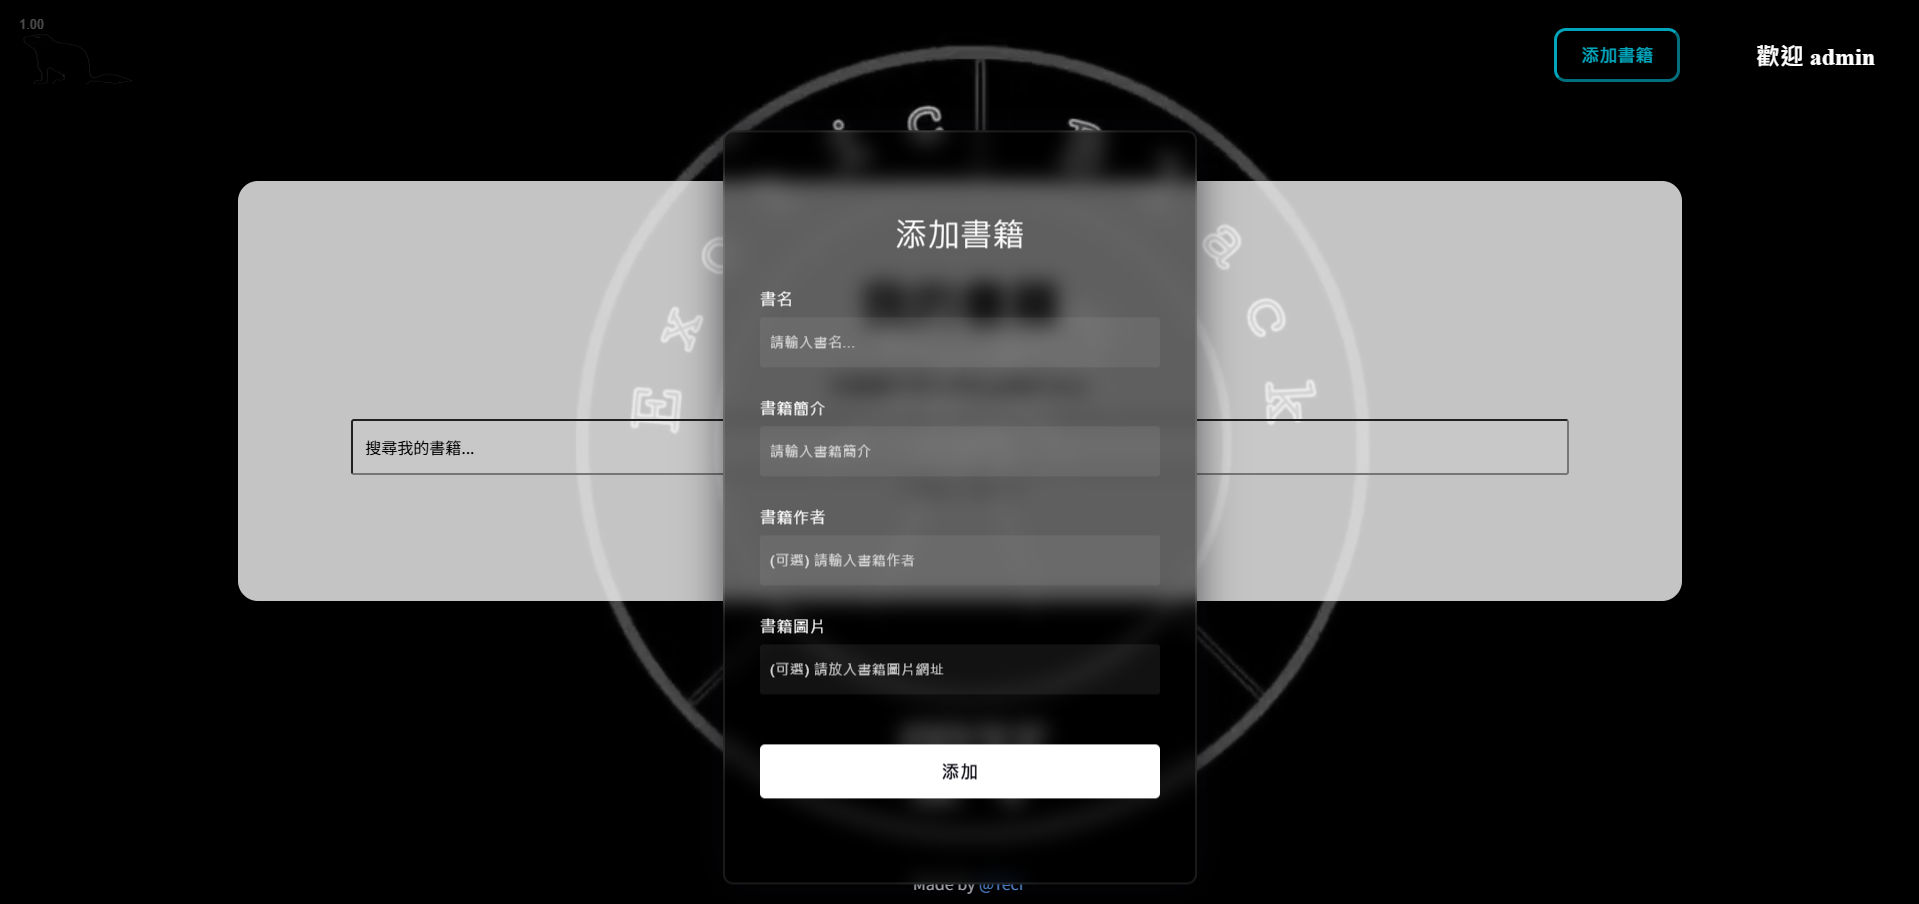 1.00
添加書籍
歡迎 admin
添加書籍
書名
請輸入書名...
書籍簡介
請輸入書籍簡介
搜尋我的書籍...
書籍作者
(可選) 請輸入書籍作者
書籍圖片
(可選) 請放入書籍圖片網址
添加
Made by